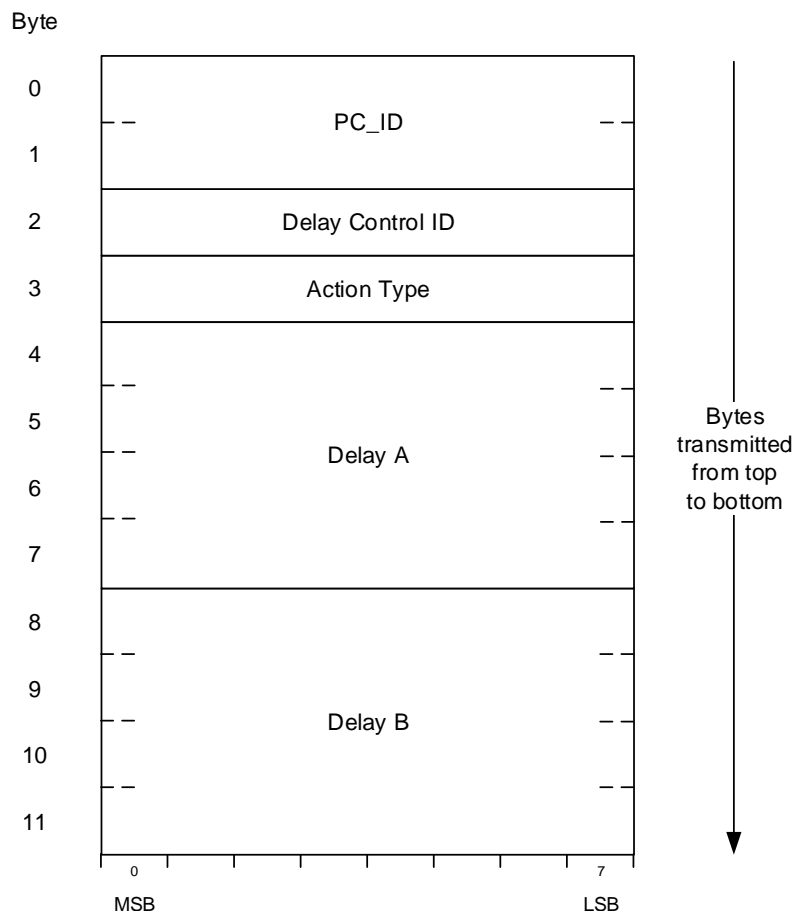 Byte
0
PC_ID
1
2
Delay Control ID
3
Action Type
4
5
Delay A
6
7
Bytes
transmitted
from top
to bottom
8
9
Delay B
10
11
0
7
MSB
LSB